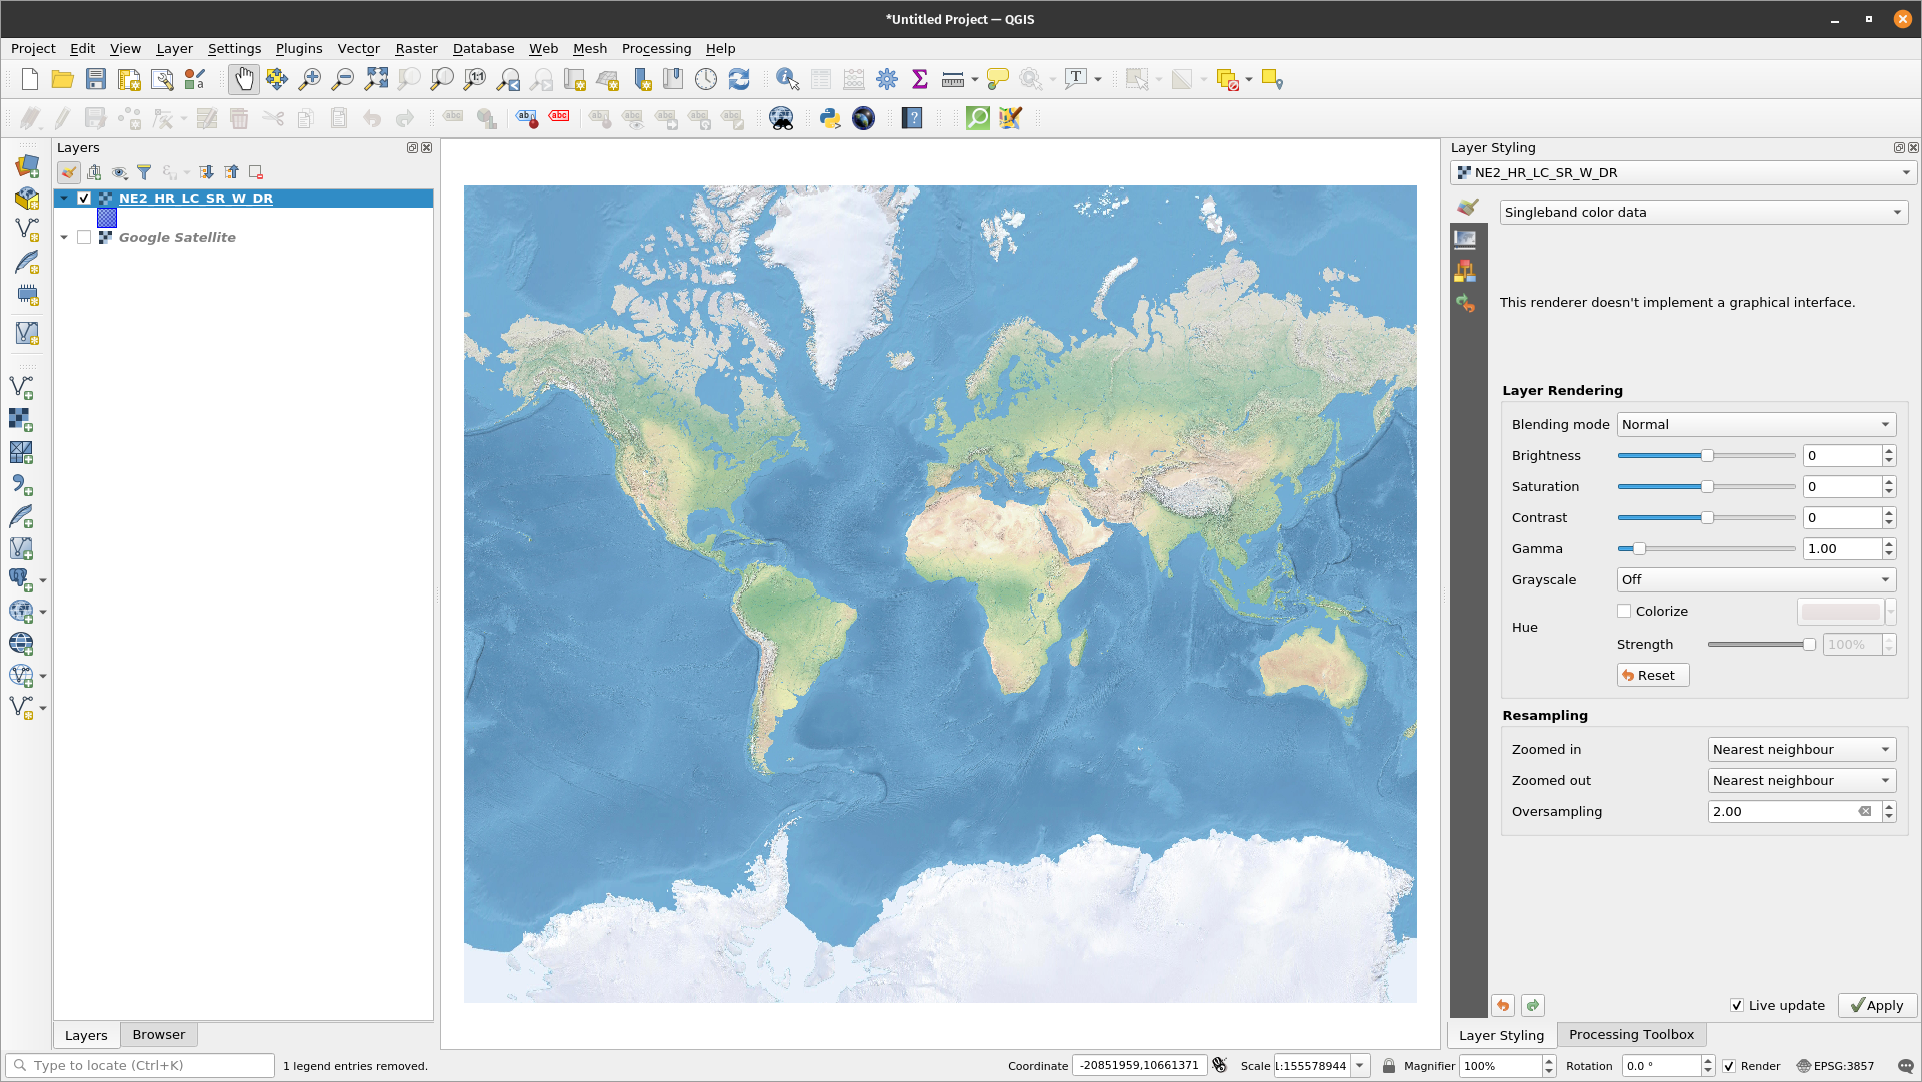 *Untitled Project — QGIS
Project Edit View Layer Settings Plugins Vector Raster Database Web Mesh Processing Help
Layers
NE2_HR_LC_SR_W_DR
Google Satellite
Layers Browser
Layer Styling
NE2_HR_LC_SR_W_DR
Singleband color data
This renderer doesn't implement a graphical interface.
Layer Rendering
Blending mode Normal
Brightness 0
Saturation 0
Contrast 0
Gamma 1.00
Grayscale Off
Hue Colorize
Strength 100%
Reset
Resampling
Zoomed in Nearest neighbour
Zoomed out Nearest neighbour
Oversampling 2.00
Live update Apply
Layer Styling Processing Toolbox
Type to locate (Ctrl+K) 1 legend entries removed. Coordinate -20851959,10661371 Scale 1:155578944 Magnifier 100% Rotation 0.0 ° Render EPSG:3857